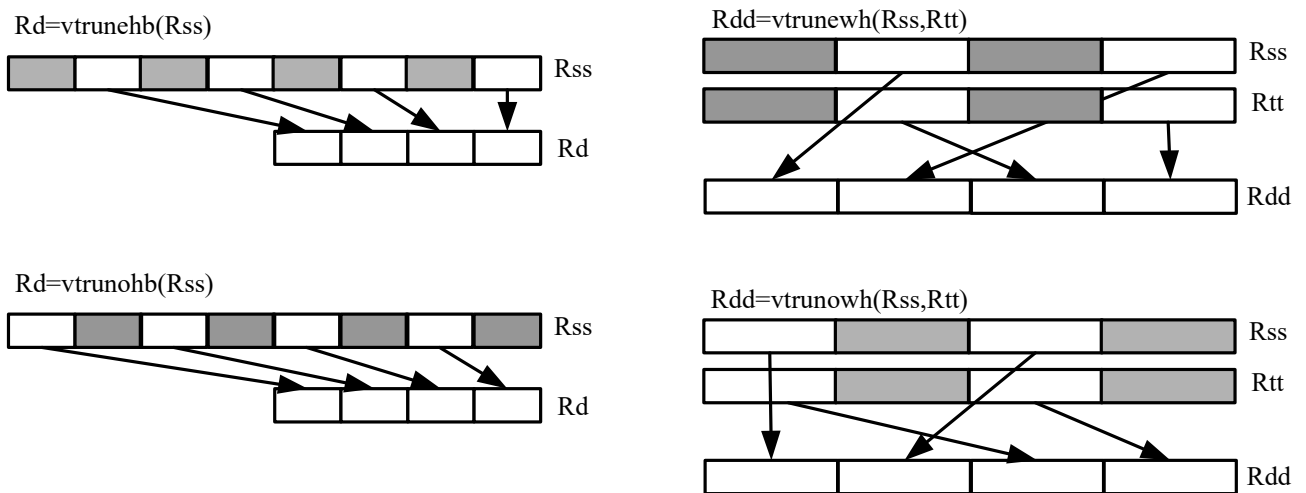 Rd=vtrunehb(Rss)
Rss
Rd
Rdd=vtrunewh(Rss,Rtt)
Rss
Rtt
Rdd
Rd=vtrunohb(Rss)
Rss
Rd
Rdd=vtrunowh(Rss,Rtt)
Rss
Rtt
Rdd